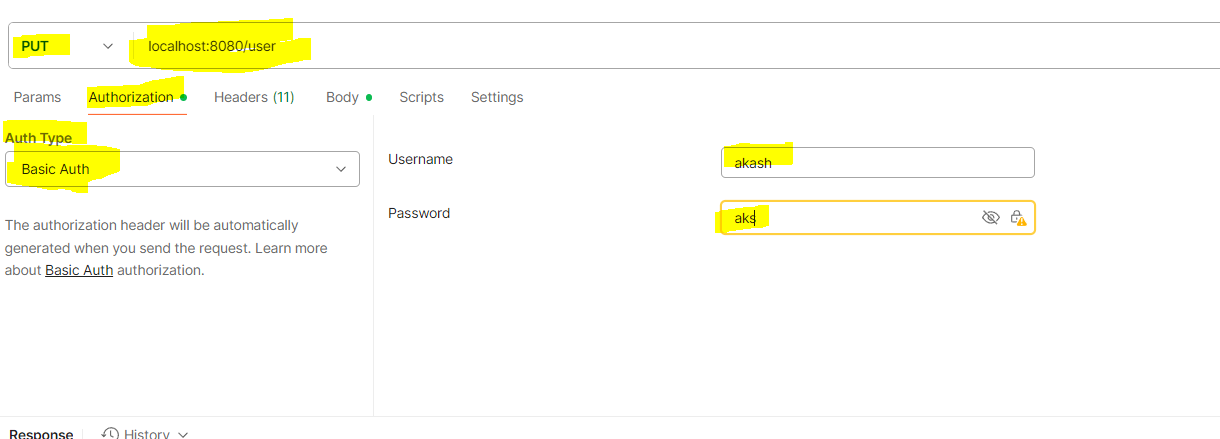 PUT localhost:8080/user
Params Authorization Headers (11) Body Scripts Settings
Auth Type
Basic Auth
The authorization header will be automatically
generated when you send the request. Learn more
about Basic Auth authorization.
Username akash
Password aks
Response History